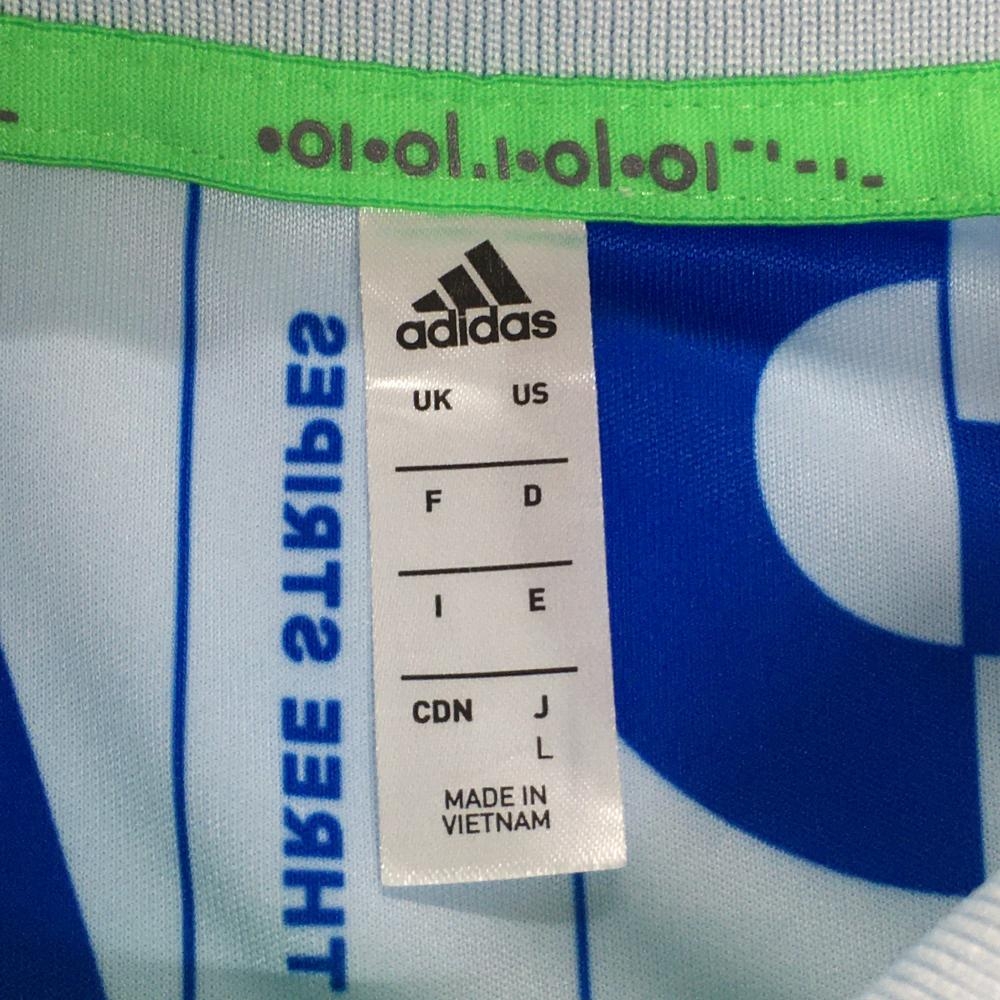 adidas
UK US
F D
I E
CDN J
L
MADE IN
VIETNAM
THREE STRIPES